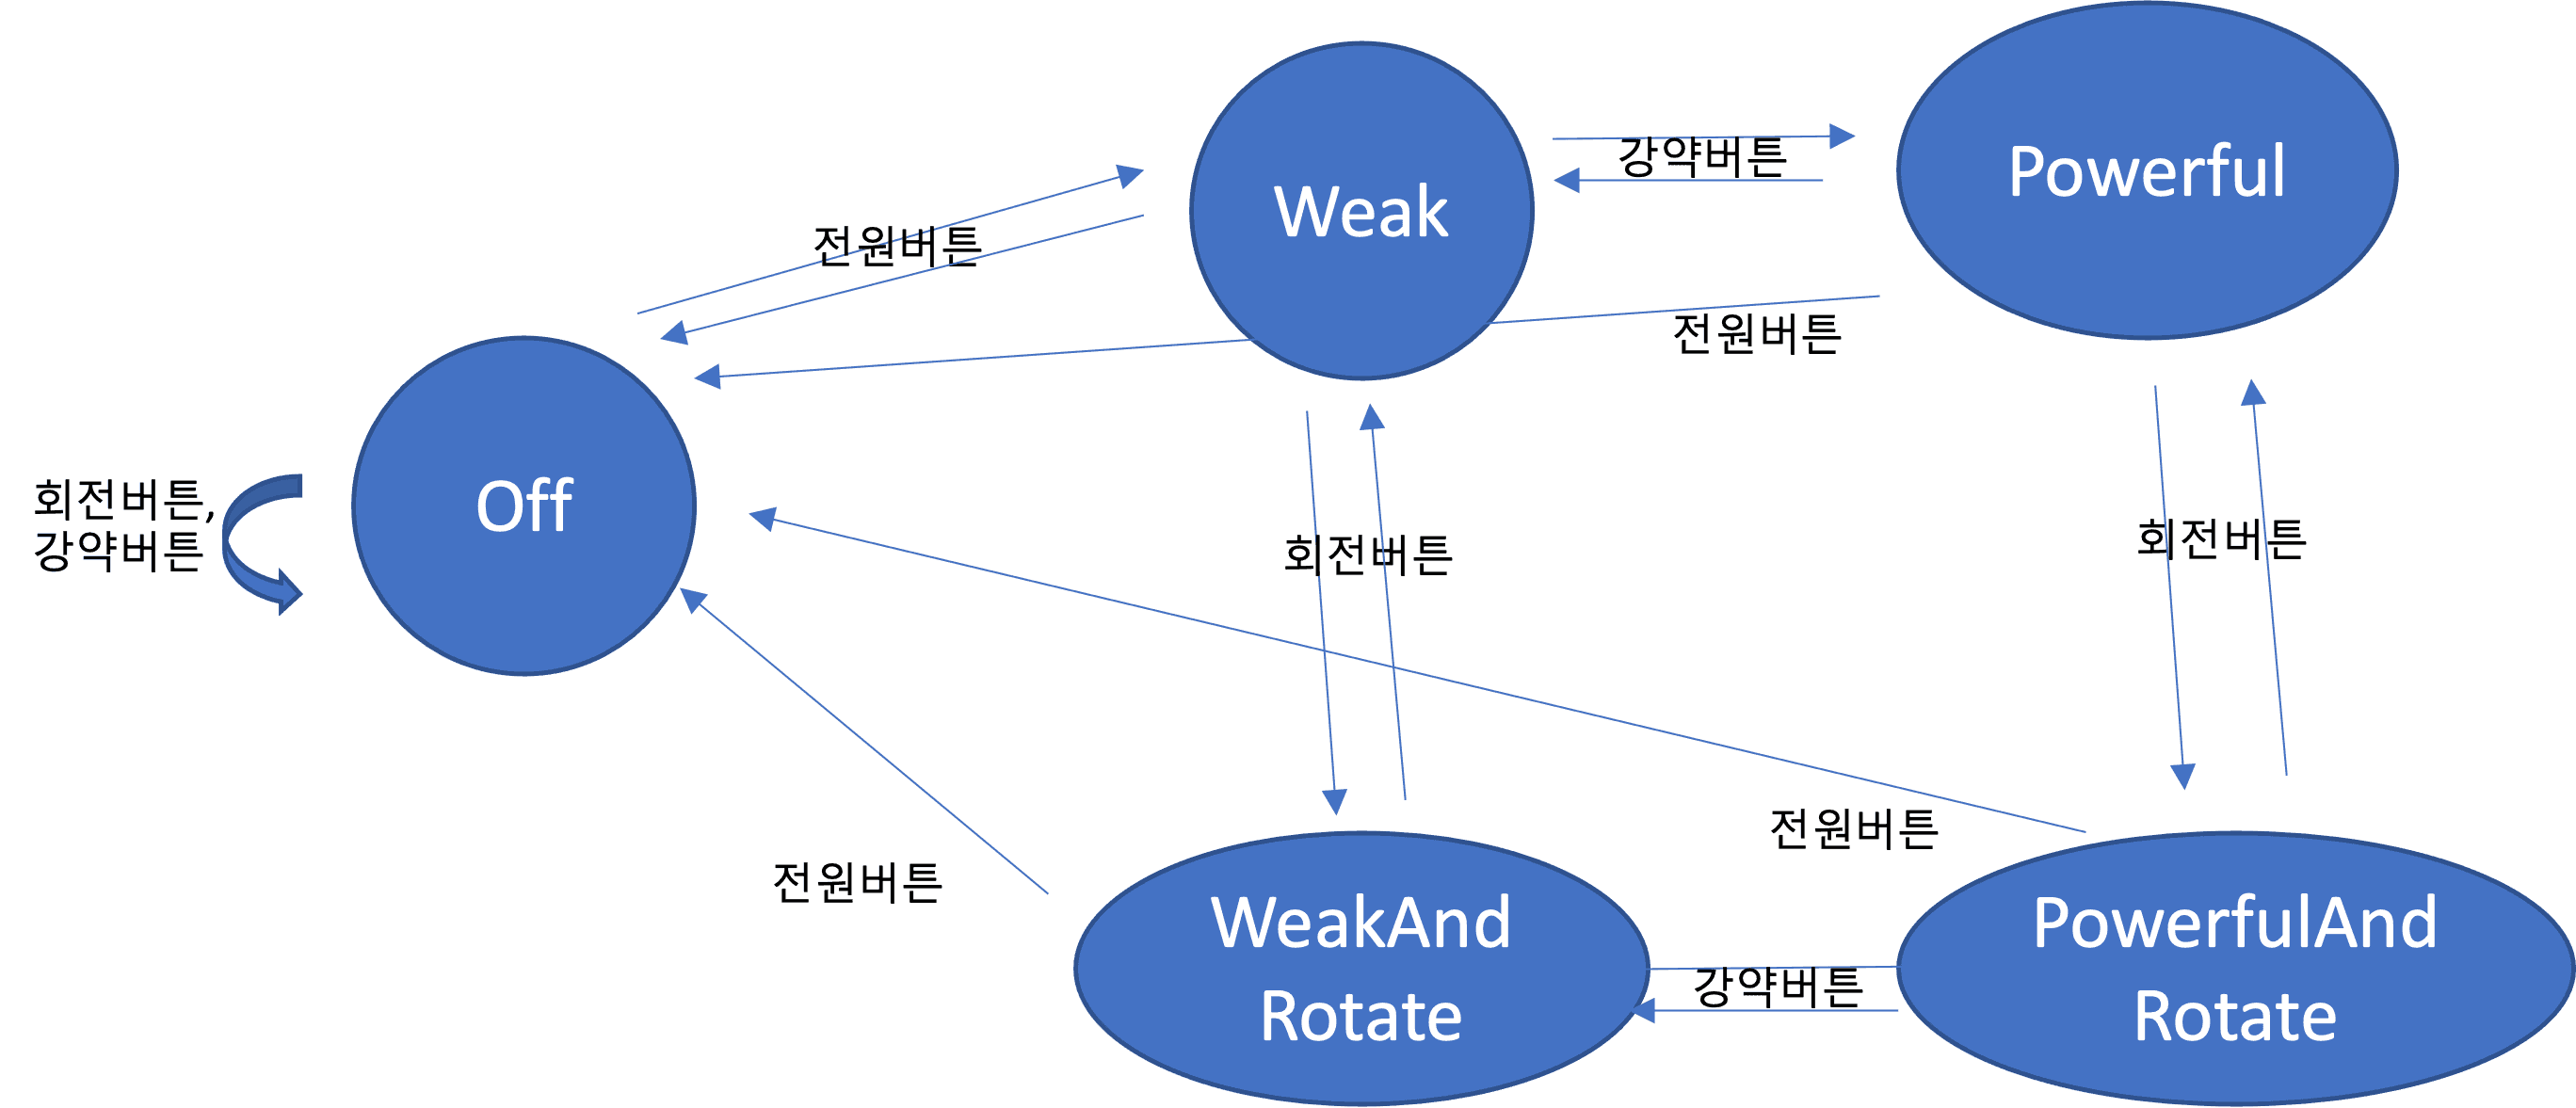 Weak
Powerful
강약버튼
전원버튼
전원버튼
Off
회전버튼,
강약버튼
회전버튼
회전버튼
전원버튼
전원버튼
WeakAnd
Rotate
강약버튼
PowerfulAnd
Rotate